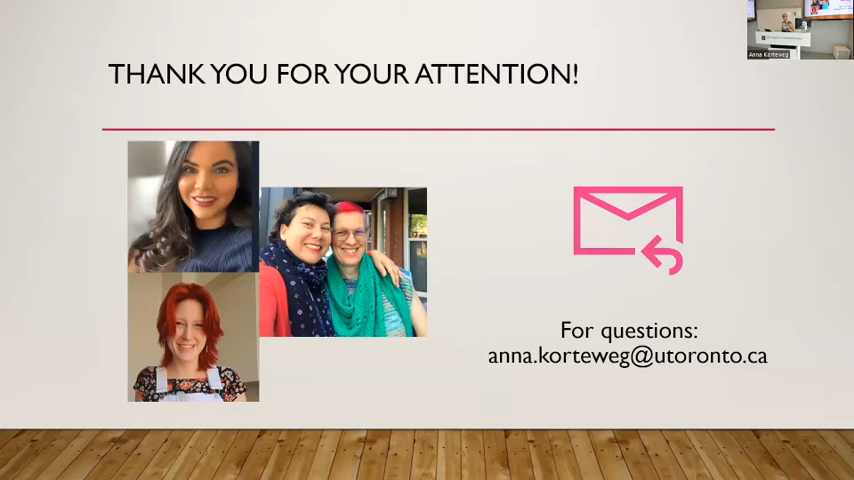 THANK YOU FOR YOUR ATTENTION!
For questions:
anna.korteweg@utoronto.ca
Anna Korteweg